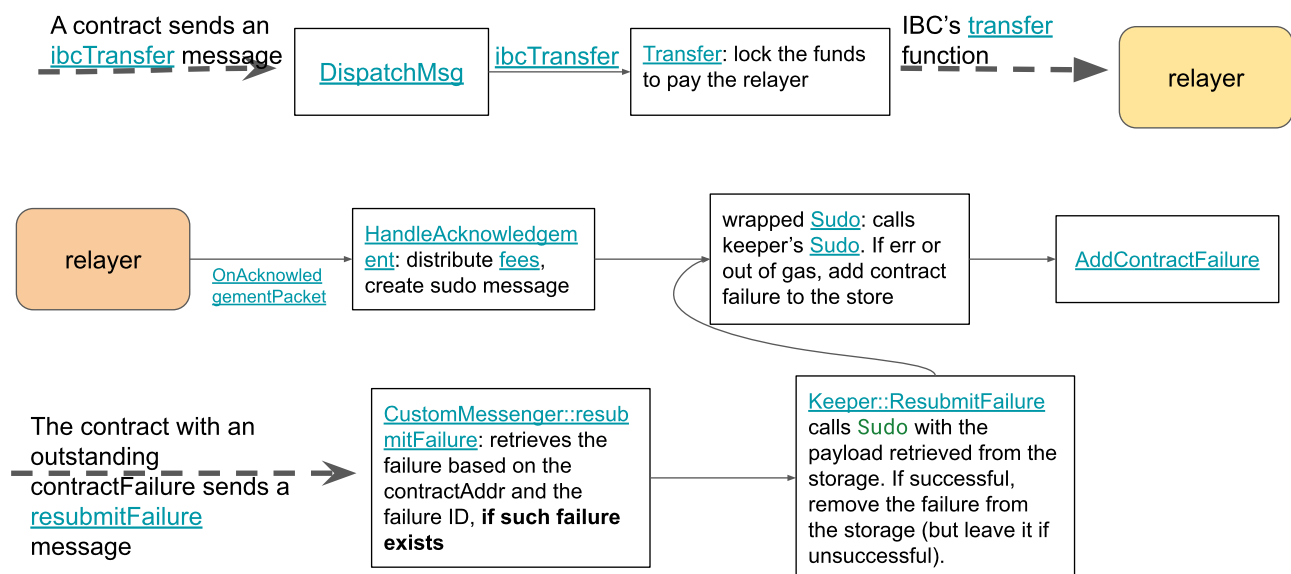 A contract sends an
ibcTransfer message
DispatchMsg
ibcTransfer
Transfer: lock the funds
to pay the relayer
IBC's transfer
function
relayer
relayer
OnAcknowled
gementPacket
HandleAcknowledgem
ent: distribute fees,
create sudo message
wrapped Sudo: calls
keeper's Sudo. If err or
out of gas, add contract
failure to the store
AddContractFailure
The contract with an
outstanding
contractFailure sends a
resubmitFailure
message
CustomMessenger::resub
mitFailure: retrieves the
failure based on the
contractAddr and the
failure ID, if such failure
exists
Keeper::ResubmitFailure
calls Sudo with the
payload retrieved from the
storage. If successful,
remove the failure from
the storage (but leave it if
unsuccessful).